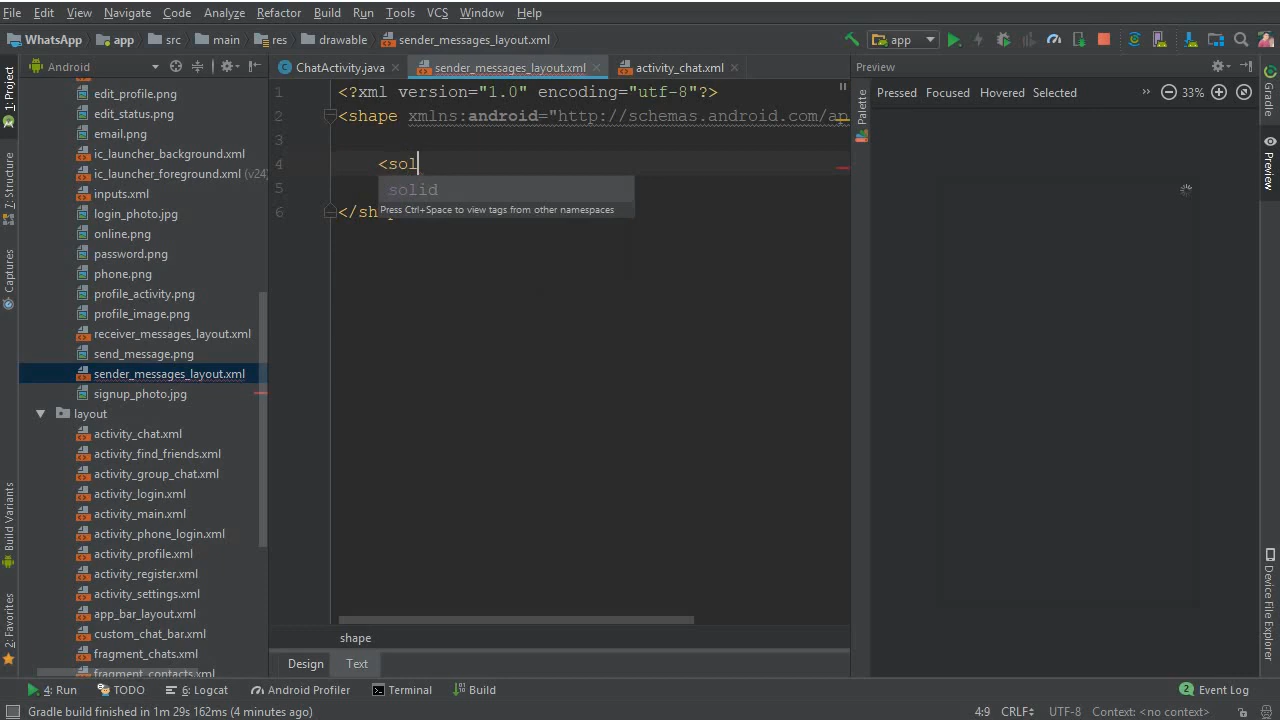 File Edit View Navigate Code Analyze Refactor Build Run Tools VCS Window Help
WhatsApp app src main res drawable sender_messages_layout.xml app
Android ChatActivity.java sender_messages_layout.xml activity_chat.xml Preview
Pressed Focused Hovered Selected 33%
1: Project
7: Structure
Captures
Build Variants
2: Favorites
edit_profile.png
edit_status.png
email.png
ic_launcher_background.xml
ic_launcher_foreground.xml (v24)
inputs.xml
login_photo.jpg
online.png
password.png
phone.png
profile_activity.png
profile_image.png
receiver_messages_layout.xml
send_message.png
sender_messages_layout.xml
signup_photo.jpg
layout
activity_chat.xml
activity_find_friends.xml
activity_group_chat.xml
activity_login.xml
activity_main.xml
activity_phone_login.xml
activity_profile.xml
activity_register.xml
activity_settings.xml
app_bar_layout.xml
custom_chat_bar.xml
fragment_chats.xml
fragment_contacts.xml
1 <?xml version="1.0" encoding="utf-8"?>
2 <shape xmlns:android="http://schemas.android.com/ap
3
4 <sol
5 solid
Press Ctrl+Space to view tags from other namespaces
6 </sh
shape
Design Text
Palette
Gradle
Preview
Device File Explorer
4: Run TODO 6: Logcat Android Profiler Terminal Build 2 Event Log
Gradle build finished in 1m 29s 162ms (4 minutes ago) 4:9 CRLF UTF-8 Context: <no context>